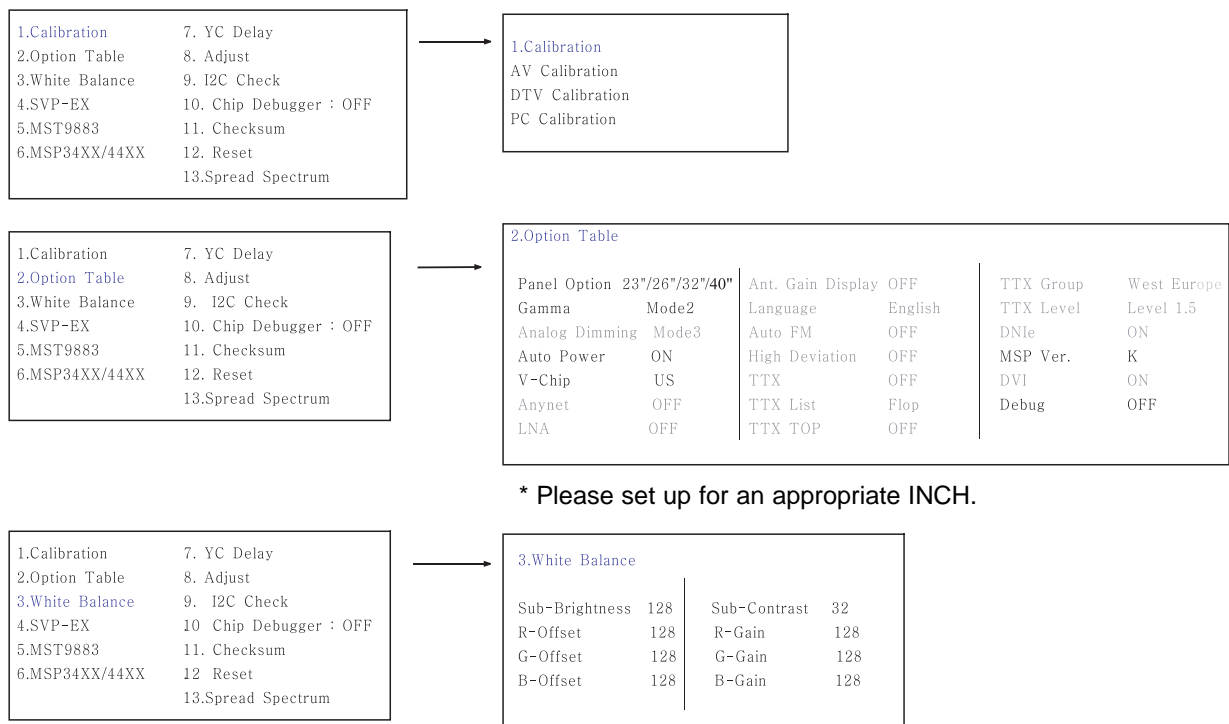 1.Calibration 7. YC Delay
2.Option Table 8. Adjust
3.White Balance 9. I2C Check
4.SVP-EX 10. Chip Debugger : OFF
5.MST9883 11. Checksum
6.MSP34XX/44XX 12. Reset
13.Spread Spectrum
1.Calibration
AV Calibration
DTV Calibration
PC Calibration
1.Calibration 7. YC Delay
2.Option Table 8. Adjust
3.White Balance 9. I2C Check
4.SVP-EX 10. Chip Debugger : OFF
5.MST9883 11. Checksum
6.MSP34XX/44XX 12. Reset
13.Spread Spectrum
2.Option Table
Panel Option 23"/26"/32"/40" Ant. Gain Display OFF TTX Group West Europe
Gamma Mode2 Language English TTX Level Level 1.5
Analog Dimming Mode3 Auto FM OFF DNIe ON
Auto Power ON High Deviation OFF MSP Ver. K
V-Chip US TTX OFF DVI ON
Anynet OFF TTX List Flop Debug OFF
LNA OFF TTX TOP OFF
* Please set up for an appropriate INCH.
1.Calibration 7. YC Delay
2.Option Table 8. Adjust
3.White Balance 9. I2C Check
4.SVP-EX 10 Chip Debugger : OFF
5.MST9883 11. Checksum
6.MSP34XX/44XX 12 Reset
13.Spread Spectrum
3.White Balance
Sub-Brightness 128 Sub-Contrast 32
R-Offset 128 R-Gain 128
G-Offset 128 G-Gain 128
B-Offset 128 B-Gain 128